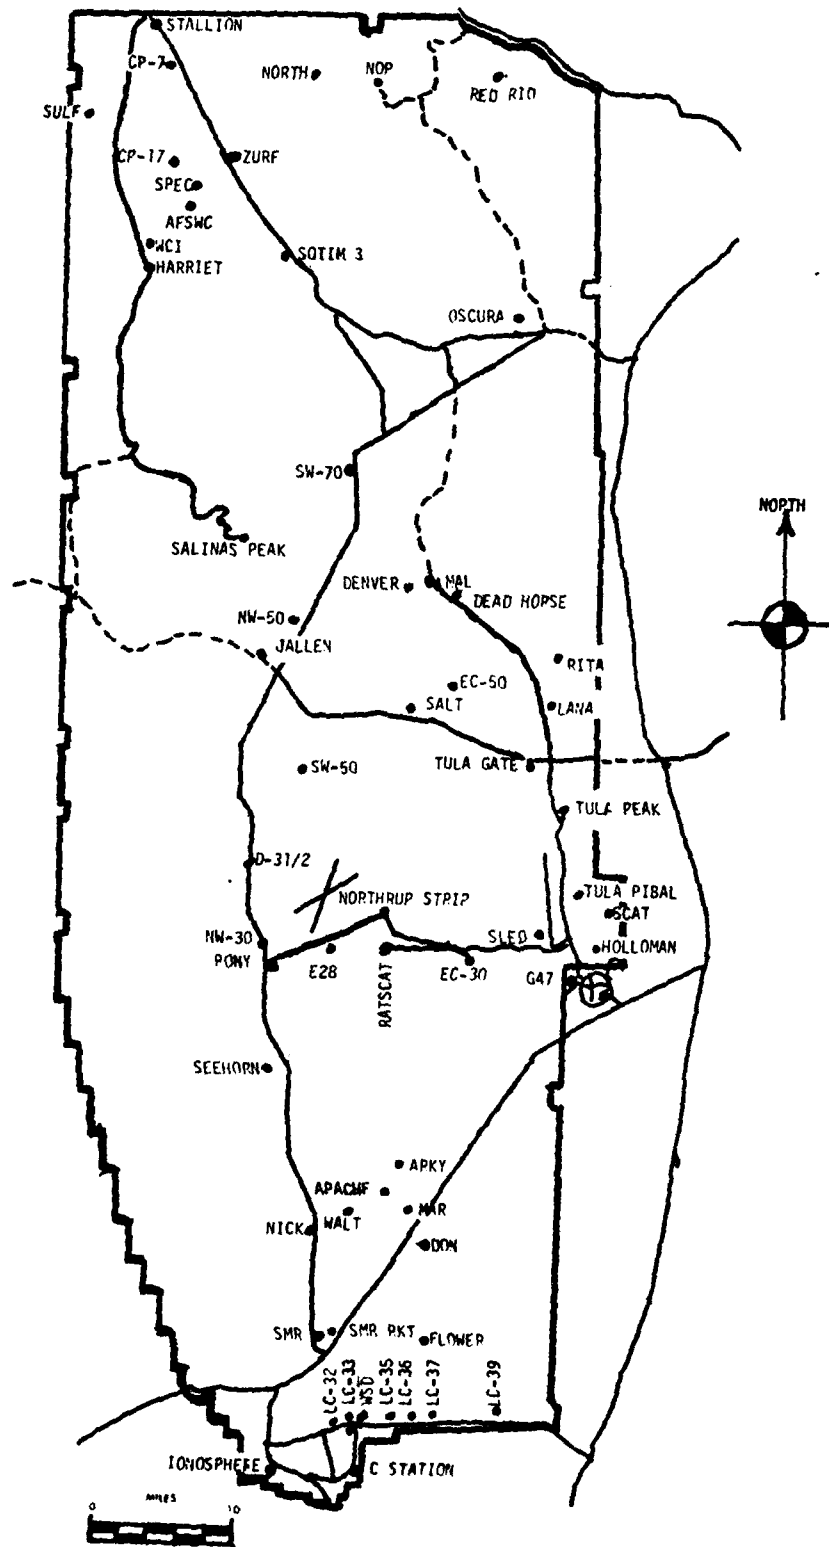 STALLION
CP-7
NORTH
NOP
RED RIO
SULF
CP-17
ZURF
SPEC
AFSWC
WCI
HARRIET
SOTIM 3
OSCURA
SW-70
NORTH
SALINAS PEAK
DENVER
MAL
DEAD HORSE
NW-50
JALLEN
RITA
EC-50
SALT
LANA
TULA GATE
SW-50
TULA PEAK
D-31/2
NORTHRUP STRIP
TULA PIBAL
SCAT
NW-30
SLED
HOLLOMAN
PONY
E28
RATSCAT
EC-30
G47
SEEHORN
APKY
APACHE
WALT
MAR
NICK
DON
SMR
SMR RKT
FLOWER
LC-32
LC-33
WSD
LC-35
LC-36
LC-37
LC-39
IONOSPHERE
C STATION
0 MILES 10